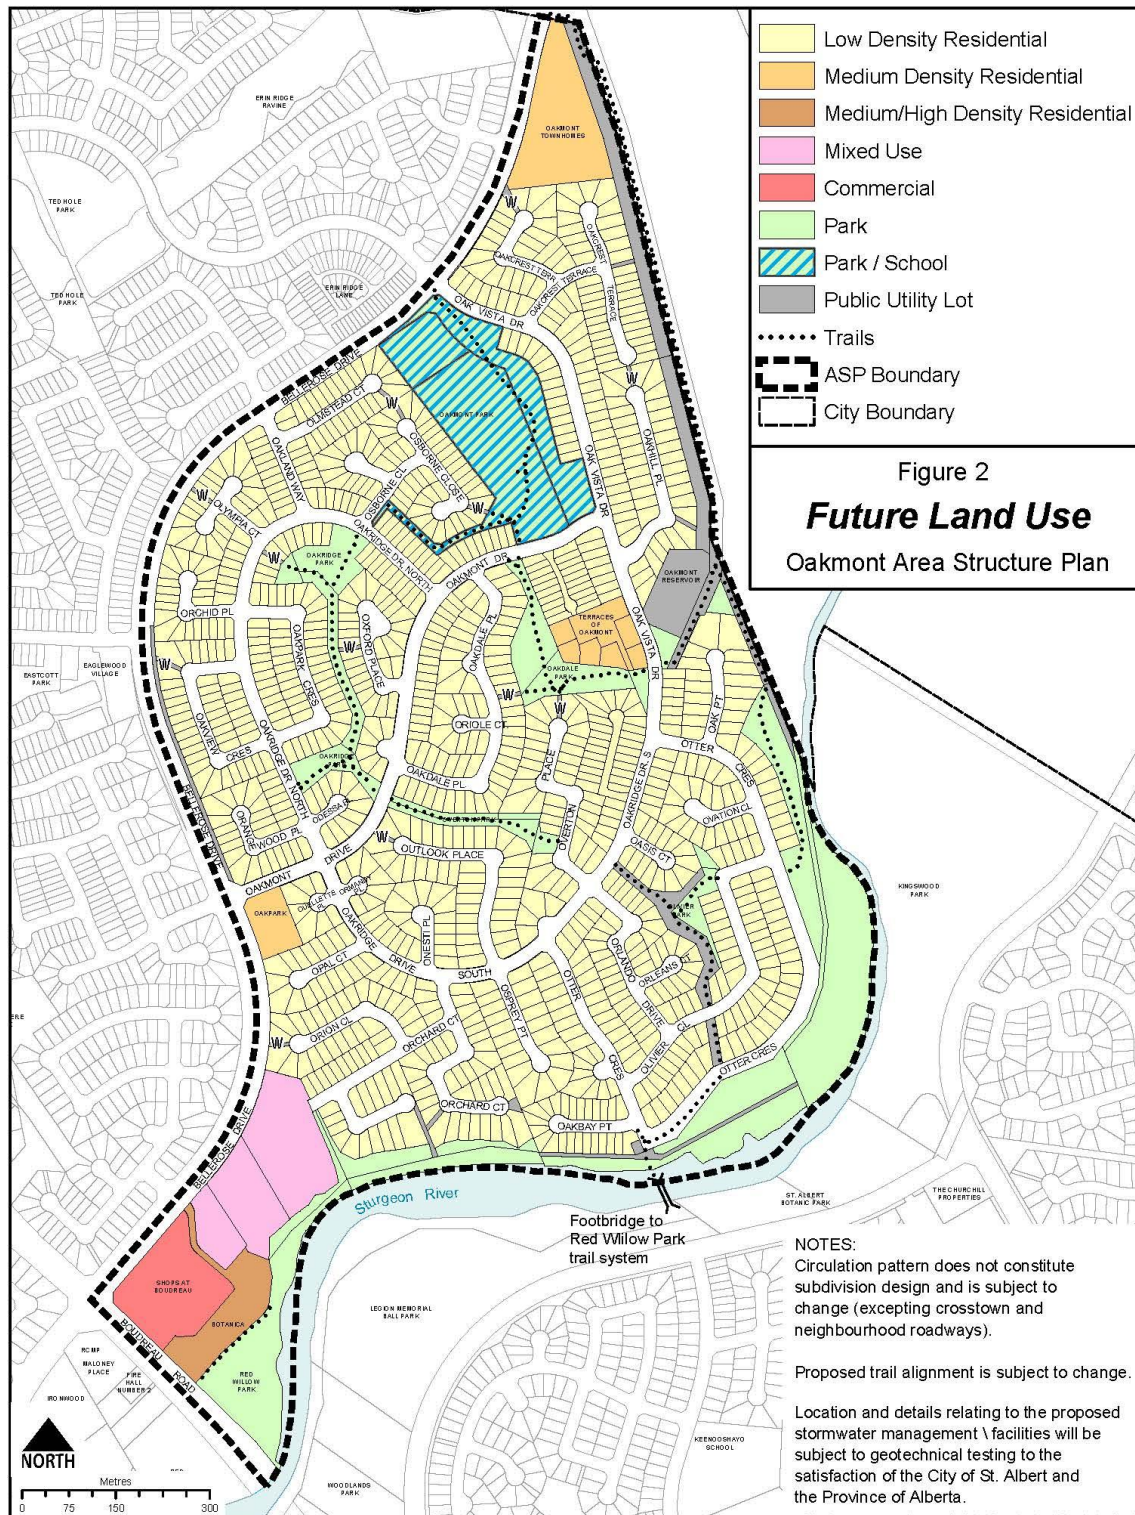 Low Density Residential
Medium Density Residential
Medium/High Density Residential
Mixed Use
Commercial
Park
Park / School
Public Utility Lot
Trails
ASP Boundary
City Boundary
Figure 2
Future Land Use
Oakmont Area Structure Plan
ERIN RIDGE
RAVINE
OAKMONT
TOWNHOMES
TED HOLE
PARK
TED HOLE
PARK
ERIN RIDGE
LANE
W
OAKCREST TERR
OAKCREST TERRACE
OAKCREST
TERRACE
OAK VISTA DR
BELLEROSE DRIVE
OLMSTEAD CT
W
W
OAKMONT PARK
OAKLAND WAY
OSBORNE CL
OSBORNE CLOSE
OAK VISTA DR
OAKHILL PL
W
OLYMPIA CT
W
W
OAKRIDGE
PARK
OAKRIDGE DR. NORTH
OAKMONT DR
OAKMONT
RESERVOIR
ORCHID PL
OAKPARK
CRES
OXFORD PLACE
W
OAKDALE PL
TERRACES
OF
OAKMONT
OAK VISTA DR
EASTCOTT
PARK
EAGLEWOOD
VILLAGE
W
OAKDALE
PARK
W
W
OAK PT
OAKVIEW
CRES
OAKRIDGE DR NORTH
ORIOLE CT.
PLACE
OVERTON
OAKRIDGE DR. S
OTTER
CRES
OAKDALE PL
ODESSA
ORANGE
WOOD PL
BELLEROSE DRIVE
OVATION CL
W
OUTLOOK PLACE
OASIS CT
OAKMONT
DRIVE
OAKPARK
KINGSWOOD
PARK
OAKRIDGE
DRIVE
SOUTH
ONESTI PL
OPAL CT
OTTER
CRES
ORLANDO
DRIVE
ORLEANS CT
OSPREY PT
W
ORION CL
ORCHARD CT
OLIVIER
CL
OTTER CRES
ORCHARD CT
OAKBAY PT
BELLEROSE DRIVE
Sturgeon River
ST. ALBERT
BOTANIC PARK
THE CHURCHILL
PROPERTIES
Footbridge to
Red Willow Park
trail system
SHOPS AT
BOUDREAU
BOTANICA
LEGION MEMORIAL
BALL PARK
BOUDREAU ROAD
RCMP
MALONEY
PLACE
FIRE
HALL
NUMBER 2
IRONWOOD
RED
WILLOW
PARK
KEENOOSHAYO
SCHOOL
WOODLANDS
PARK
NOTES:
Circulation pattern does not constitute
subdivision design and is subject to
change (excepting crosstown and
neighbourhood roadways).
Proposed trail alignment is subject to change.
Location and details relating to the proposed
stormwater management \ facilities will be
subject to geotechnical testing to the
satisfaction of the City of St. Albert and
the Province of Alberta.
NORTH
Metres
0 75 150 300